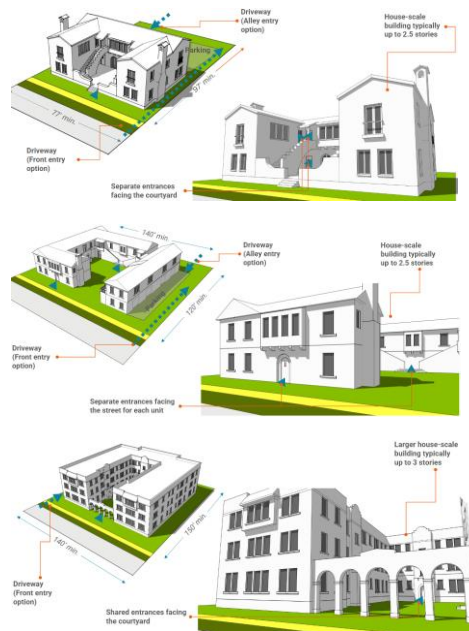 Driveway
(Alley entry
option)
Parking
97' min.
77' min.
Driveway
(Front entry
option)
House-scale
building typically
up to 2.5 stories
Separate entrances
facing the courtyard
140' min.
Driveway
(Alley entry
option)
Parking
120' min.
Driveway
(Front entry
option)
House-scale
building typically
up to 2.5 stories
Separate entrances facing
the street for each unit
Larger house-scale
building typically
up to 3 stories
150' min.
140' min.
Driveway
(Front entry
option)
Shared entrances facing
the courtyard